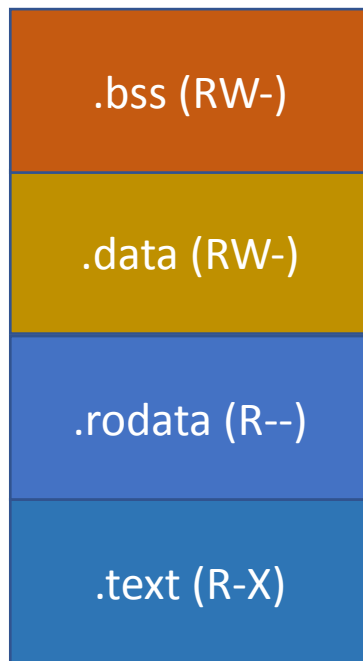 .bss (RW-)
.data (RW-)
.rodata (R--)
.text (R-X)